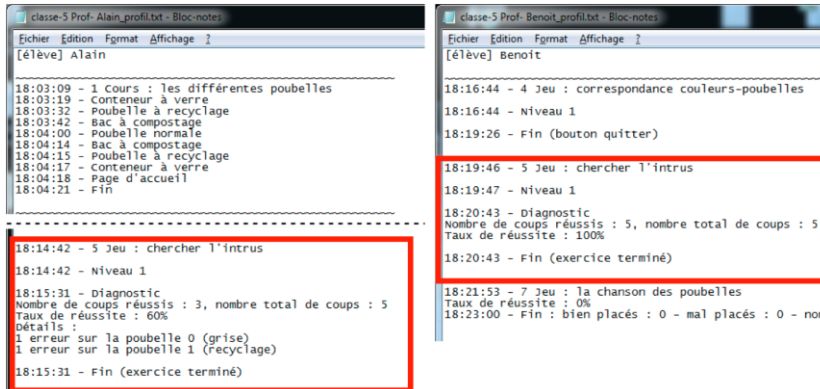 classe-5 Prof- Alain_profil.txt - Bloc-notes
Fichier Edition Format Affichage ?
[élève] Alain
~~~~~~~~~~~~~~~~~~~~~~~~~~~~~~~~~~~~~~~~~~~~~~~~~~~~~~
18:03:09 - 1 Cours : les différentes poubelles
18:03:19 - Conteneur à verre
18:03:32 - Poubelle à recyclage
18:03:42 - Bac à compostage
18:04:00 - Poubelle normale
18:04:14 - Bac à compostage
18:04:15 - Poubelle à recyclage
18:04:17 - Conteneur à verre
18:04:18 - Page d'accueil
18:04:21 - Fin
~~~~~~~~~~~~~~~~~~~~~~~~~~~~~~~~~~~~~~~~~~~~~~~~~~~~~~
18:14:42 - 5 Jeu : chercher l'intrus
18:14:42 - Niveau 1
18:15:31 - Diagnostic
Nombre de coups réussis : 3, nombre total de coups : 5
Taux de réussite : 60%
Détails :
1 erreur sur la poubelle 0 (grise)
1 erreur sur la poubelle 1 (recyclage)
18:15:31 - Fin (exercice terminé)
classe-5 Prof- Benoit_profil.txt - Bloc-notes
Fichier Edition Format Affichage ?
[élève] Benoit
~~~~~~~~~~~~~~~~~~~~~~~~~~~~~~~~~~~~~~~~~~~~~~~~~~~~~~
18:16:44 - 4 Jeu : correspondance couleurs-poubelles
18:16:44 - Niveau 1
18:19:26 - Fin (bouton quitter)
18:19:46 - 5 Jeu : chercher l'intrus
18:19:47 - Niveau 1
18:20:43 - Diagnostic
Nombre de coups réussis : 5, nombre total de coups : 5
Taux de réussite : 100%
18:20:43 - Fin (exercice terminé)
18:21:53 - 7 Jeu : la chanson des poubelles
Taux de réussite : 0%
18:23:00 - Fin : bien placés : 0 - mal placés : 0 -